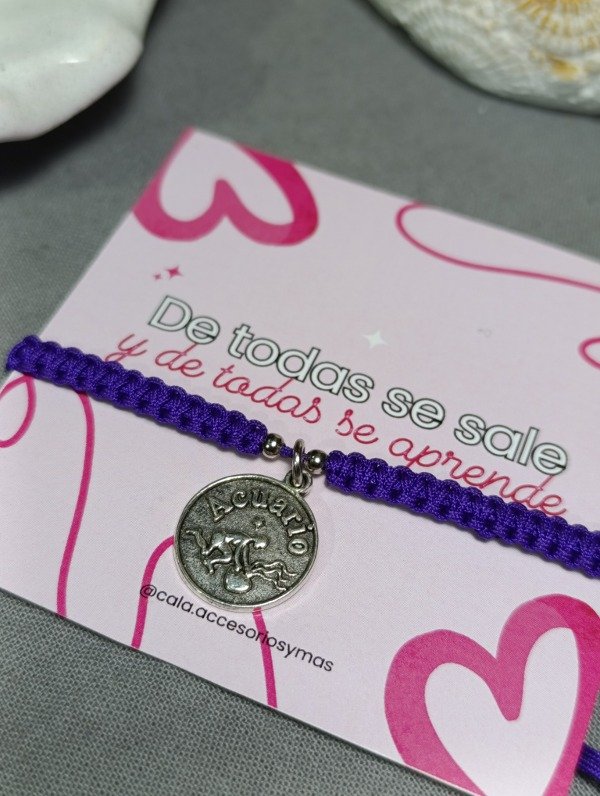 De todas se sale
y de todas se aprende
Acuario
@cala.accesoriosymas